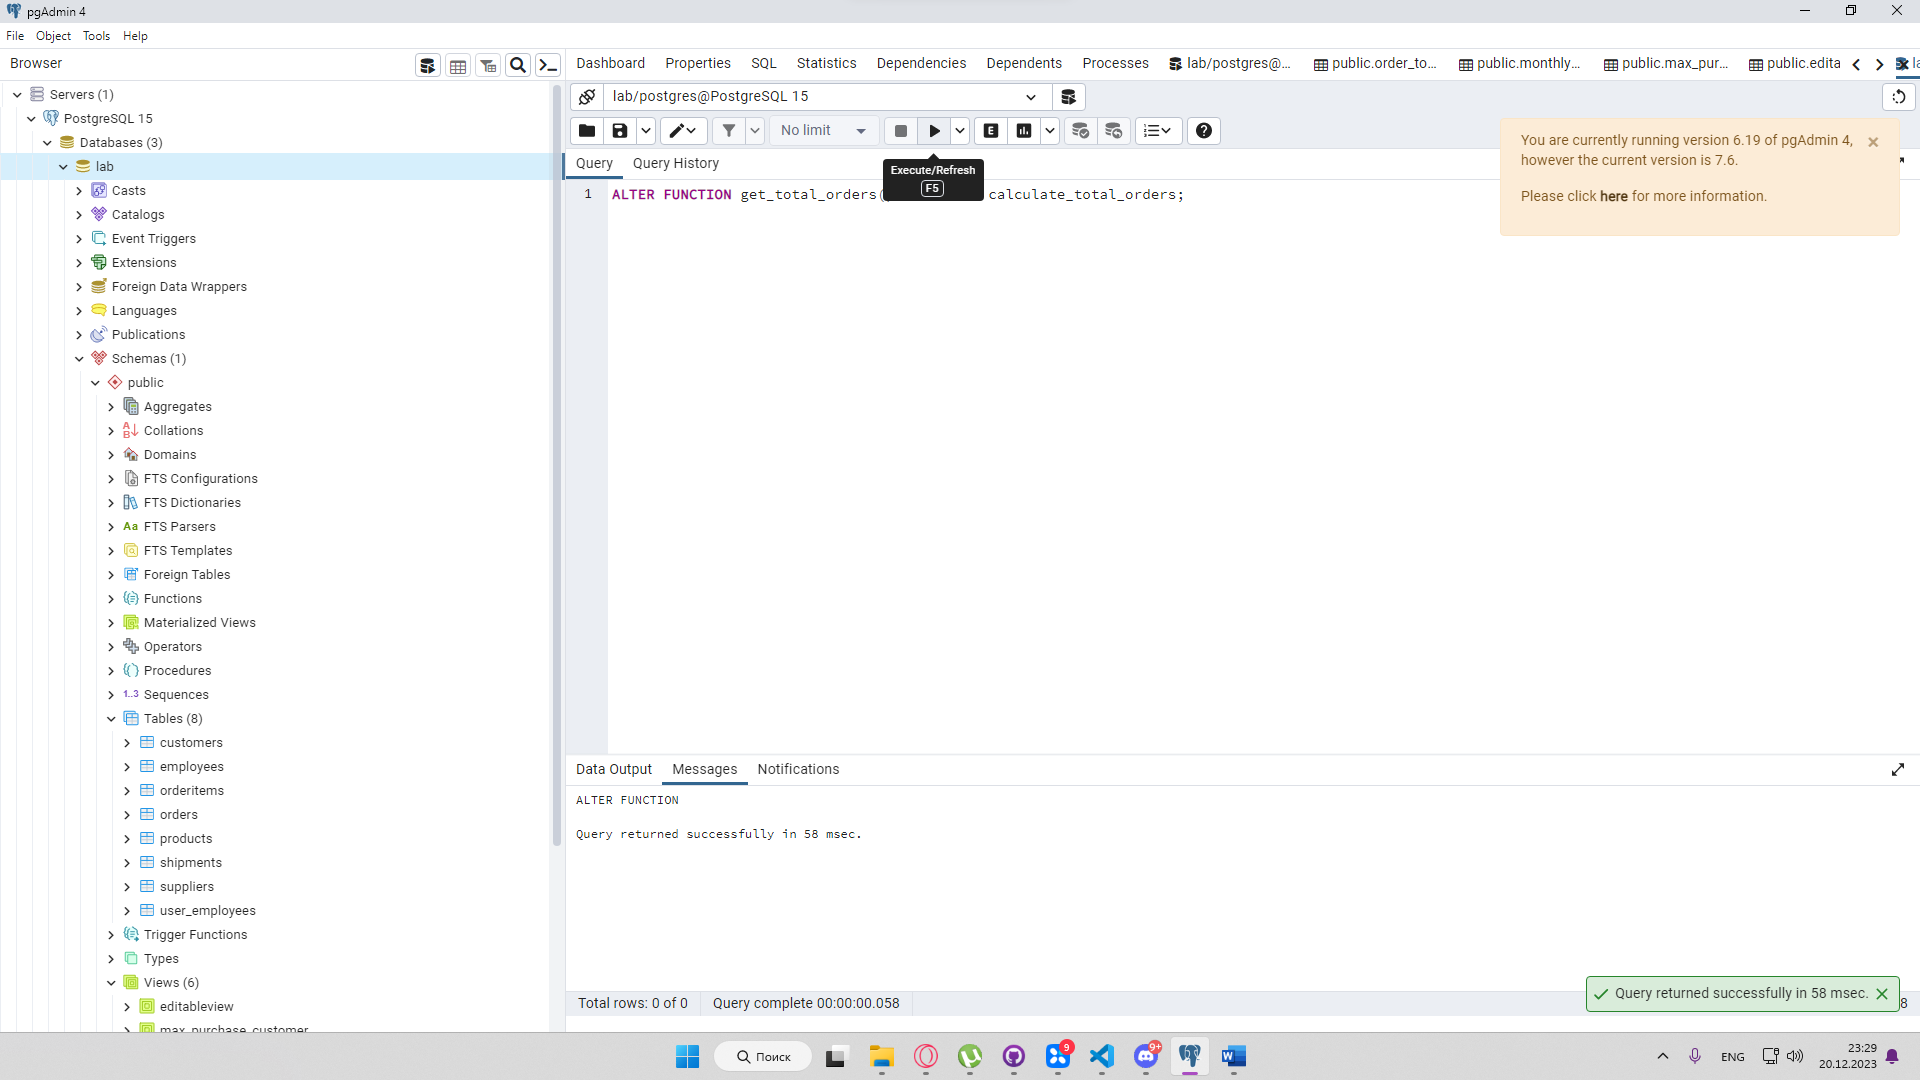 pgAdmin 4
File Object Tools Help
Browser
Dashboard Properties SQL Statistics Dependencies Dependents Processes lab/postgres@... public.order_to... public.monthly... public.max_pur... public.edita
Servers (1)
PostgreSQL 15
Databases (3)
lab
Casts
Catalogs
Event Triggers
Extensions
Foreign Data Wrappers
Languages
Publications
Schemas (1)
public
Aggregates
Collations
Domains
FTS Configurations
FTS Dictionaries
FTS Parsers
FTS Templates
Foreign Tables
Functions
Materialized Views
Operators
Procedures
1..3 Sequences
Tables (8)
customers
employees
orderitems
orders
products
shipments
suppliers
user_employees
Trigger Functions
Types
Views (6)
editableview
max_purchase_customer
lab/postgres@PostgreSQL 15
No limit
E
Query Query History
Execute/Refresh
F5
1 ALTER FUNCTION get_total_orders( calculate_total_orders;
You are currently running version 6.19 of pgAdmin 4,
however the current version is 7.6.
Please click here for more information.
Data Output Messages Notifications
ALTER FUNCTION
Query returned successfully in 58 msec.
Total rows: 0 of 0 Query complete 00:00:00.058
Query returned successfully in 58 msec.
8
Поиск
9
9+
ENG
23:29
20.12.2023